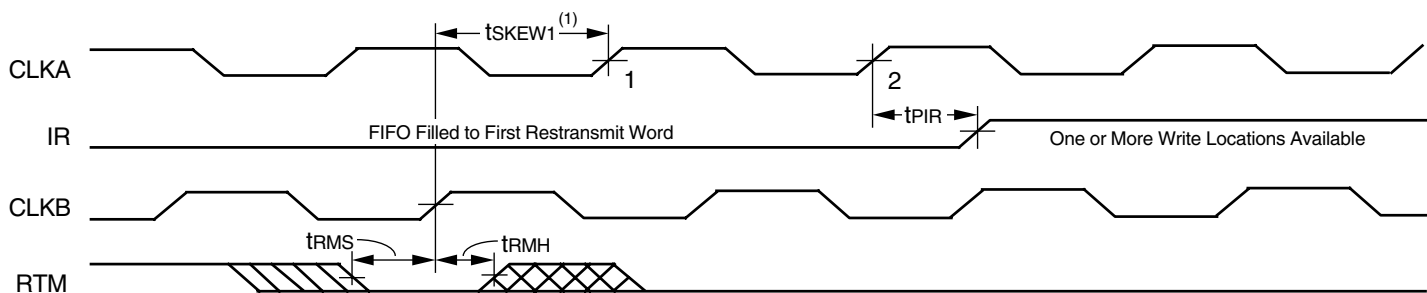 tSKEW1(1)
CLKA
1
2
tPIR
IR
FIFO Filled to First Restransmit Word
One or More Write Locations Available
CLKB
tRMS
tRMH
RTM